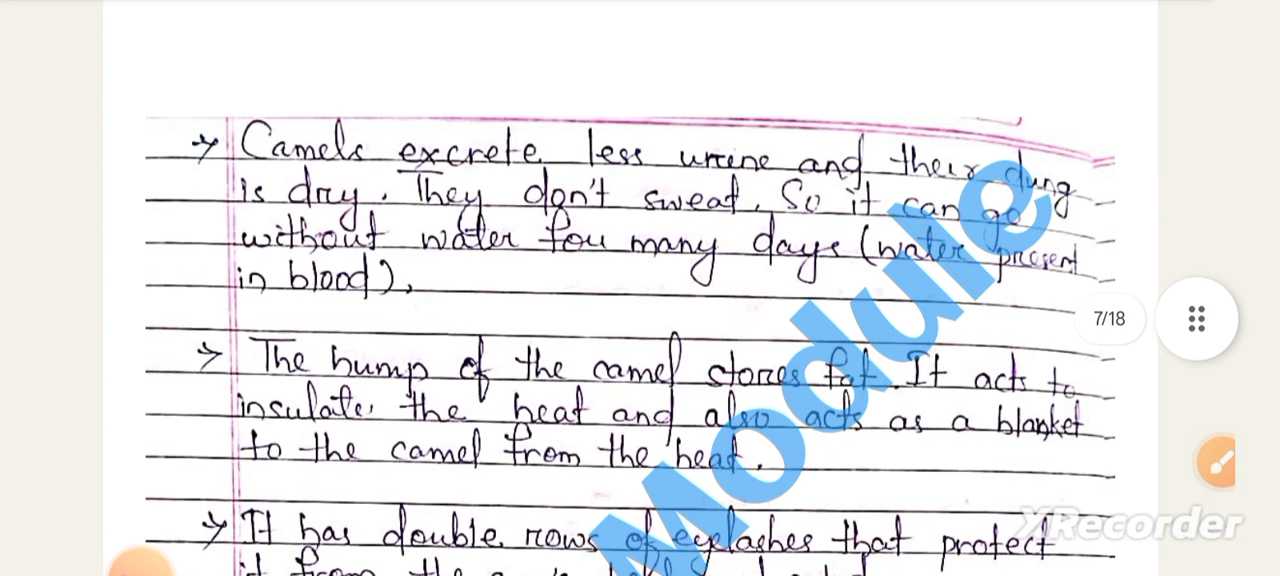 → Camels excrete less urine and their dung
is dry. They don't sweat. So it can go
without water for many days (water present
in blood).
7/18
→ The hump of the camel stores fat. It acts to
insulate the heat and also acts as a blanket
to the camel from the heat.
→ It has double rows of eyelashes that protect
it from the
Module
XRecorder